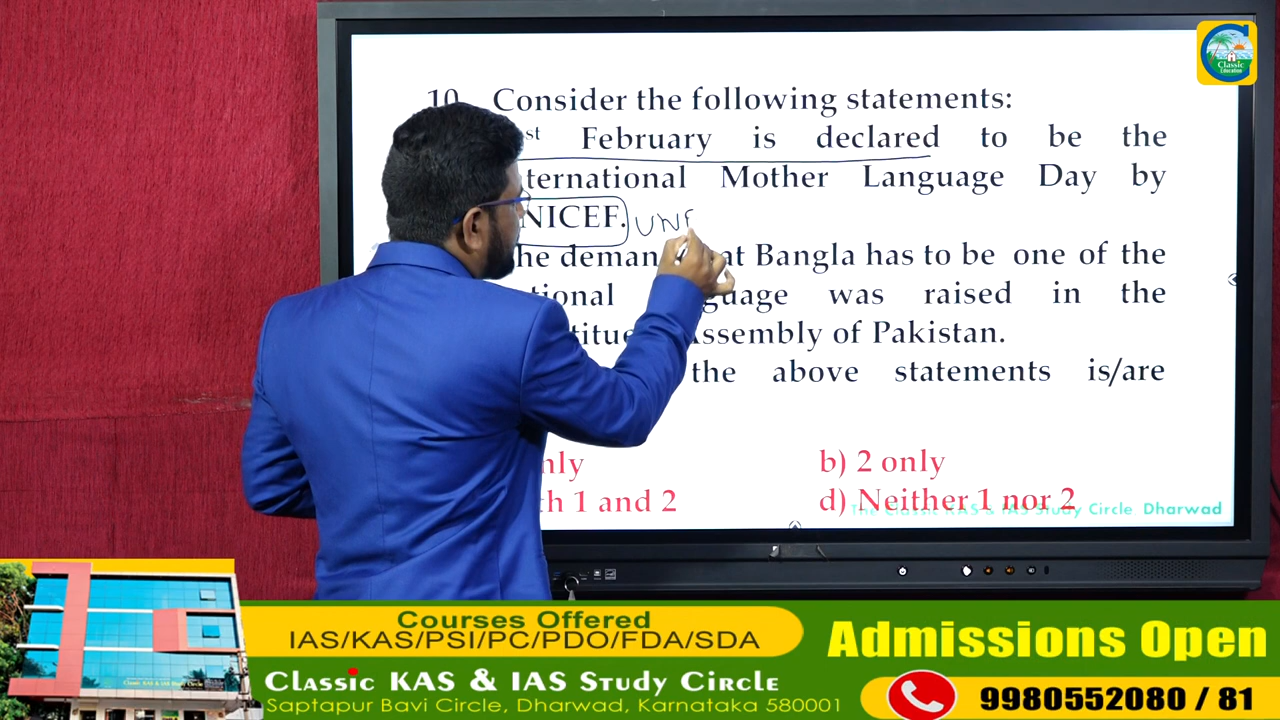 Classic
Education
10. Consider the following statements:
st February is declared to be the
ternational Mother Language Day by
NICEF. UNE
he deman at Bangla has to be one of the
tional guage was raised in the
titue Assembly of Pakistan.
the above statements is/are
nly b) 2 only
th 1 and 2 d) Neither 1 nor 2
The Classic KAS & IAS Study Circle, Dharwad
Courses Offered
IAS/KAS/PSI/PC/PDO/FDA/SDA
Admissions Open
Classic KAS & IAS Study Circle
Saptapur Bavi Circle, Dharwad, Karnataka 580001
9980552080 / 81